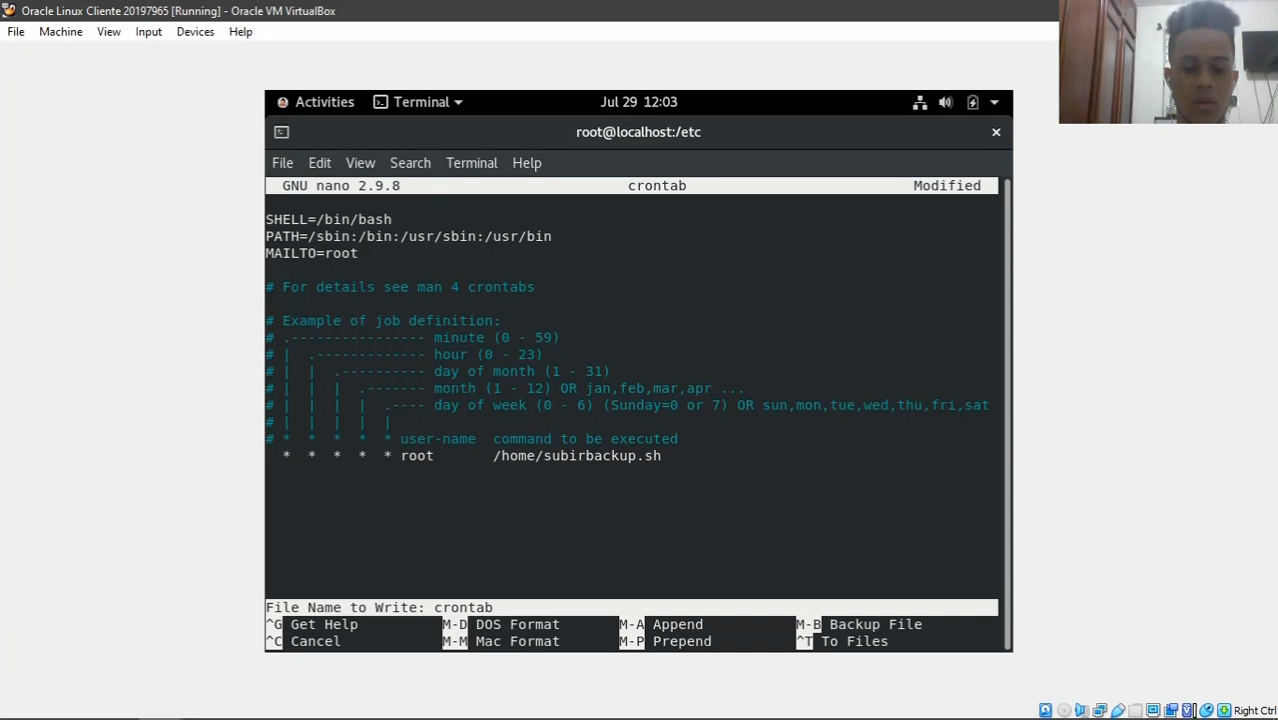 Oracle Linux Cliente 20197965 [Running] - Oracle VM VirtualBox
File Machine View Input Devices Help
Activities Terminal Jul 29 12:03
root@localhost:/etc
File Edit View Search Terminal Help
GNU nano 2.9.8 crontab Modified
SHELL=/bin/bash
PATH=/sbin:/bin:/usr/sbin:/usr/bin
MAILTO=root
# For details see man 4 crontabs
# Example of job definition:
# .---------------- minute (0 - 59)
# | .------------- hour (0 - 23)
# | | .---------- day of month (1 - 31)
# | | | .------- month (1 - 12) OR jan,feb,mar,apr ...
# | | | | .---- day of week (0 - 6) (Sunday=0 or 7) OR sun,mon,tue,wed,thu,fri,sat
# | | | | |
# * * * * * user-name command to be executed
* * * * * root /home/subirbackup.sh
File Name to Write: crontab
^G Get Help M-D DOS Format M-A Append M-B Backup File
^C Cancel M-M Mac Format M-P Prepend ^T To Files
Right Ctrl